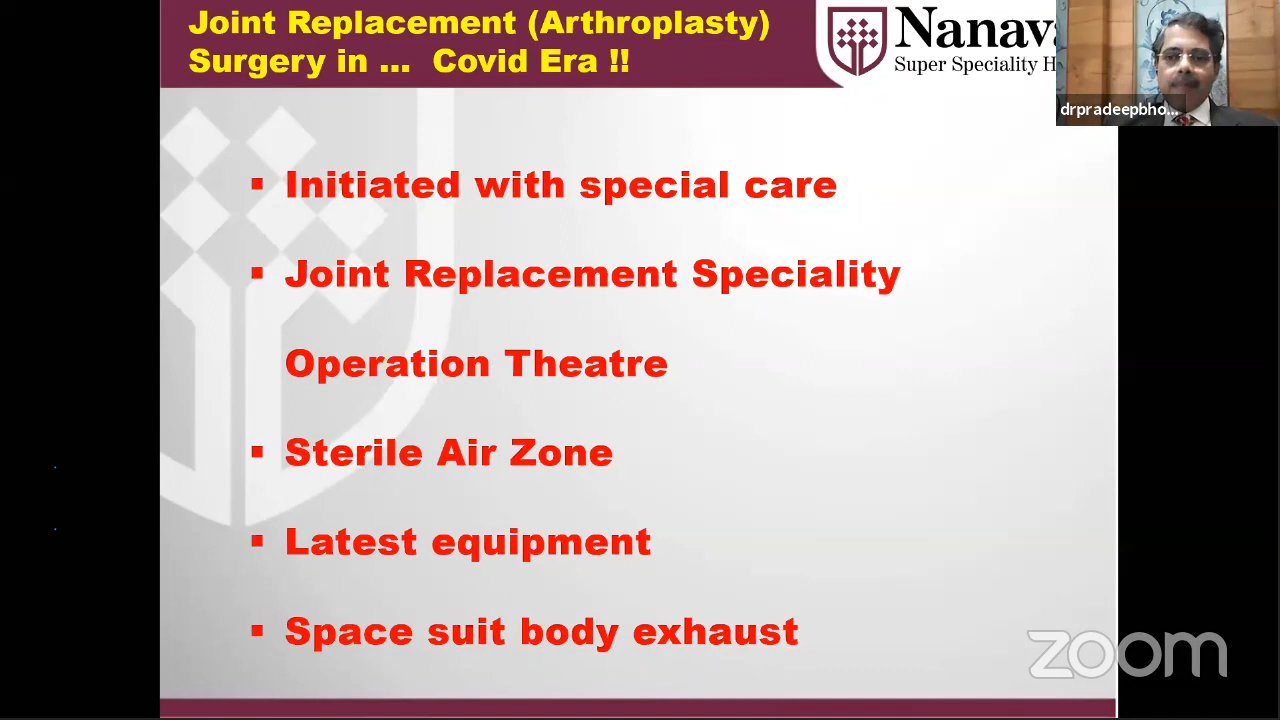 Joint Replacement (Arthroplasty)
Surgery in ... Covid Era !!
Nanava
Super Speciality H
drpradeepbho...
▪ Initiated with special care
▪ Joint Replacement Speciality
Operation Theatre
▪ Sterile Air Zone
▪ Latest equipment
▪ Space suit body exhaust
zoom